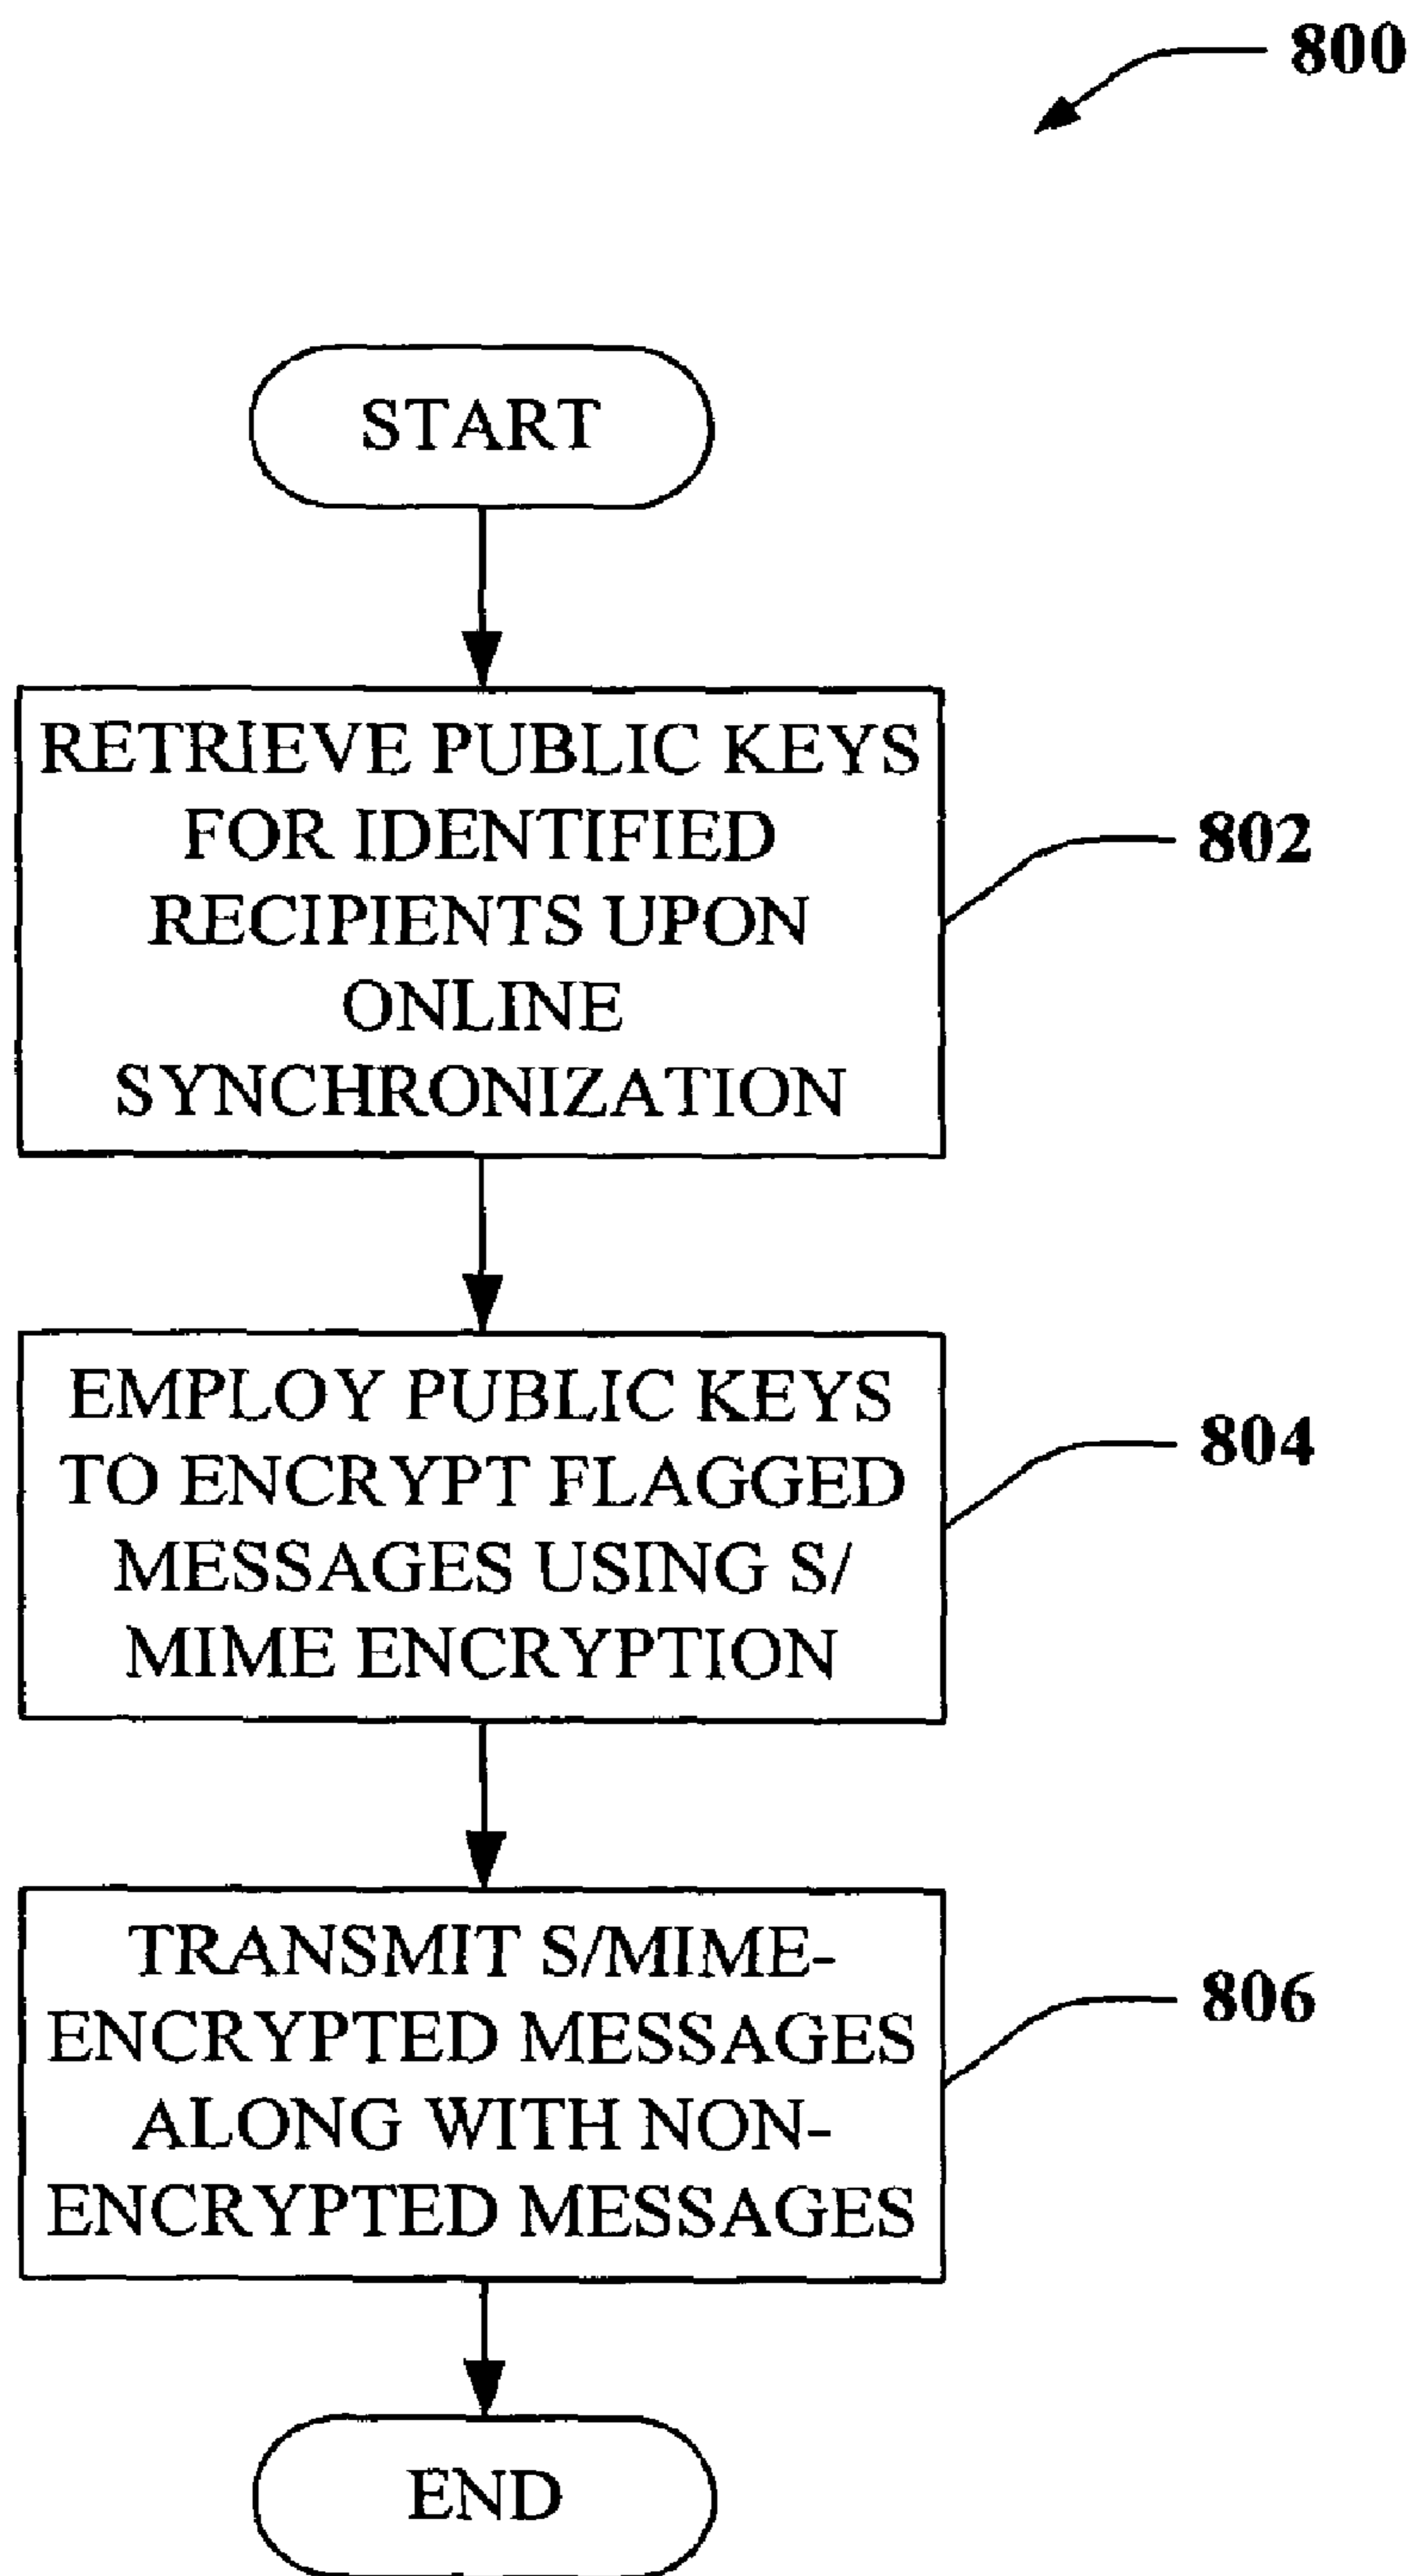 800
START
RETRIEVE PUBLIC KEYS
FOR IDENTIFIED
RECIPIENTS UPON
ONLINE
SYNCHRONIZATION
802
EMPLOY PUBLIC KEYS
TO ENCRYPT FLAGGED
MESSAGES USING S/
MIME ENCRYPTION
804
TRANSMIT S/MIME-
ENCRYPTED MESSAGES
ALONG WITH NON-
ENCRYPTED MESSAGES
806
END